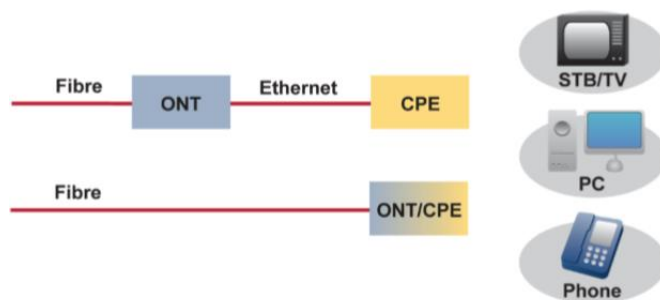 Fibre
ONT
Ethernet
CPE
STB/TV
PC
Fibre
ONT/CPE
Phone